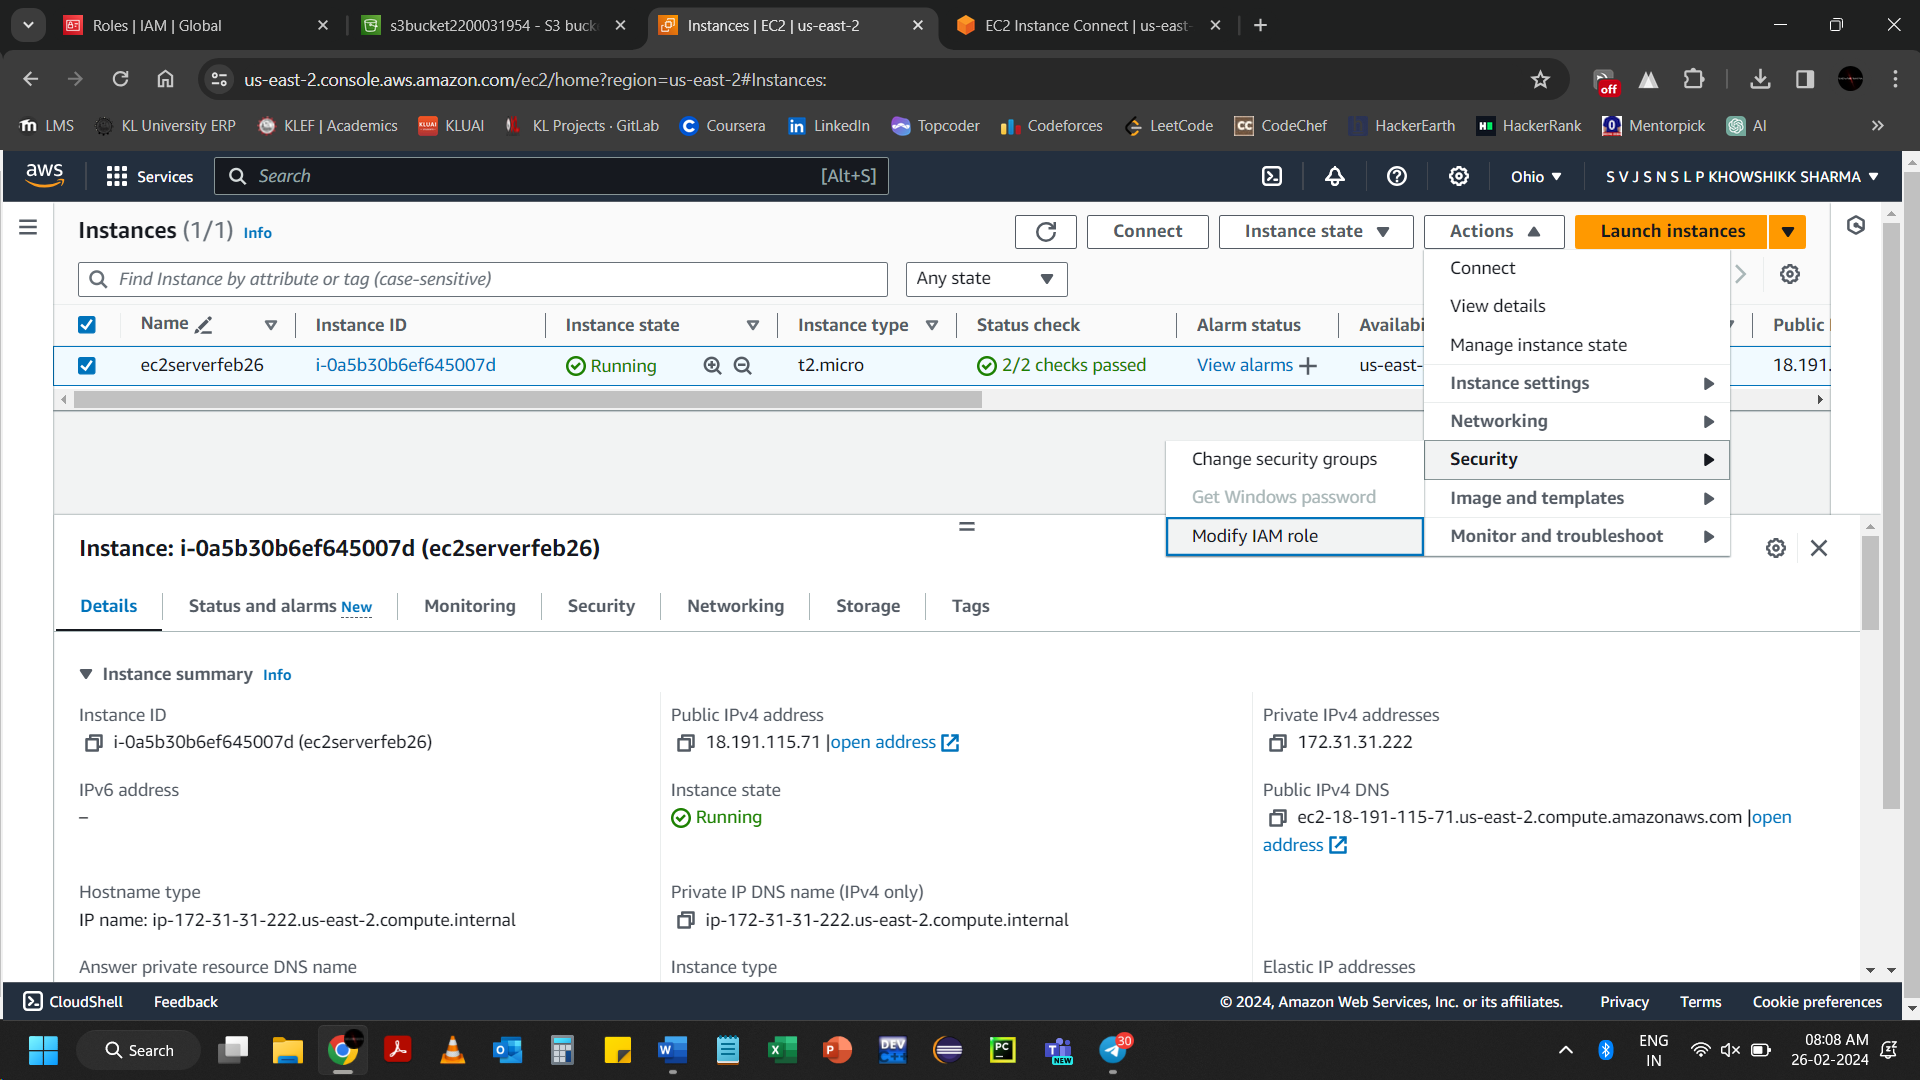 Roles | IAM | Global
s3bucket2200031954 - S3 buck
Instances | EC2 | us-east-2
EC2 Instance Connect | us-east-
us-east-2.console.aws.amazon.com/ec2/home?region=us-east-2#Instances:
off
LMS
KL University ERP
KLEF | Academics
KLUAI
KL Projects · GitLab
Coursera
LinkedIn
Topcoder
Codeforces
LeetCode
CodeChef
HackerEarth
HackerRank
Mentorpick
AI
aws
Services
Search
[Alt+S]
Ohio
S V J S N S L P KHOWSHIKK SHARMA
Instances (1/1) Info
Connect
Instance state
Actions
Launch instances
Find Instance by attribute or tag (case-sensitive)
Any state
Name
Instance ID
Instance state
Instance type
Status check
Alarm status
Availabi
Public
ec2serverfeb26
i-0a5b30b6ef645007d
Running
t2.micro
2/2 checks passed
View alarms
us-east-
18.191.
Connect
View details
Manage instance state
Instance settings
Networking
Security
Image and templates
Monitor and troubleshoot
Change security groups
Get Windows password
Modify IAM role
Instance: i-0a5b30b6ef645007d (ec2serverfeb26)
Details
Status and alarms New
Monitoring
Security
Networking
Storage
Tags
Instance summary Info
Instance ID
i-0a5b30b6ef645007d (ec2serverfeb26)
Public IPv4 address
18.191.115.71 |open address
Private IPv4 addresses
172.31.31.222
IPv6 address
–
Instance state
Running
Public IPv4 DNS
ec2-18-191-115-71.us-east-2.compute.amazonaws.com |open
address
Hostname type
IP name: ip-172-31-31-222.us-east-2.compute.internal
Private IP DNS name (IPv4 only)
ip-172-31-31-222.us-east-2.compute.internal
Answer private resource DNS name
Instance type
Elastic IP addresses
CloudShell
Feedback
© 2024, Amazon Web Services, Inc. or its affiliates.
Privacy
Terms
Cookie preferences
Search
DEV
PC
NEW
30
ENG
IN
08:08 AM
26-02-2024